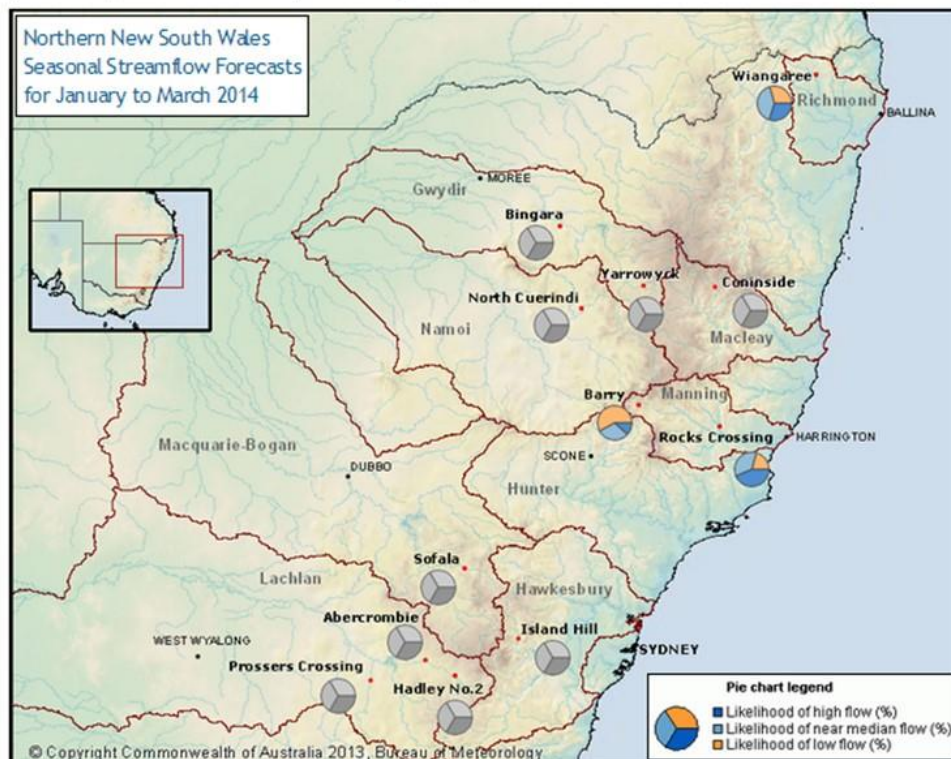 Northern New South Wales
Seasonal Streamflow Forecasts
for January to March 2014
Wiangaree
Richmond
BALLINA
MOREE
Gwydir
Bingara
Yarrowyck
Coninside
North Cuerindi
Namoi
Macleay
Barry
Manning
Rocks Crossing
HARRINGTON
Macquarie-Bogan
SCONE
DUBBO
Hunter
Sofala
Lachlan
Hawkesbury
Abercrombie
Island Hill
WEST WYALONG
SYDNEY
Prossers Crossing
Hadley No.2
Pie chart legend
Likelihood of high flow (%)
Likelihood of near median flow (%)
Likelihood of low flow (%)
© Copyright Commonwealth of Australia 2013, Bureau of Meteorology